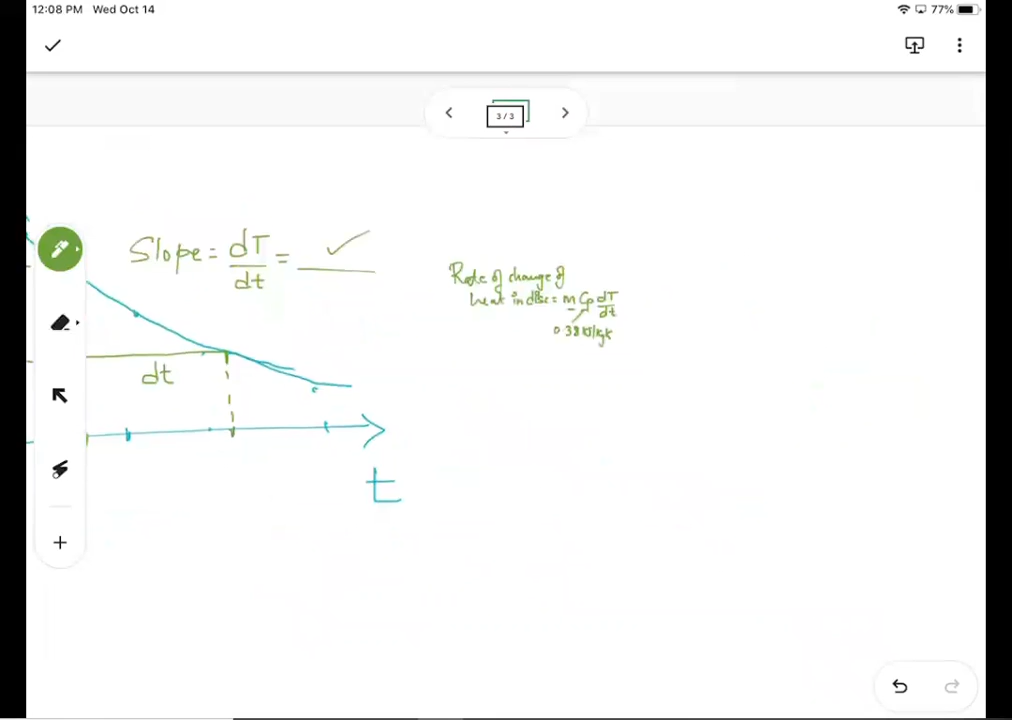 12:08 PM Wed Oct 14
77%
3 / 3
Slope = dT/dt = ✓
Rate of change of
heat in disc = m Cp dT/dt
0.38 kJ/kgK
dt
t